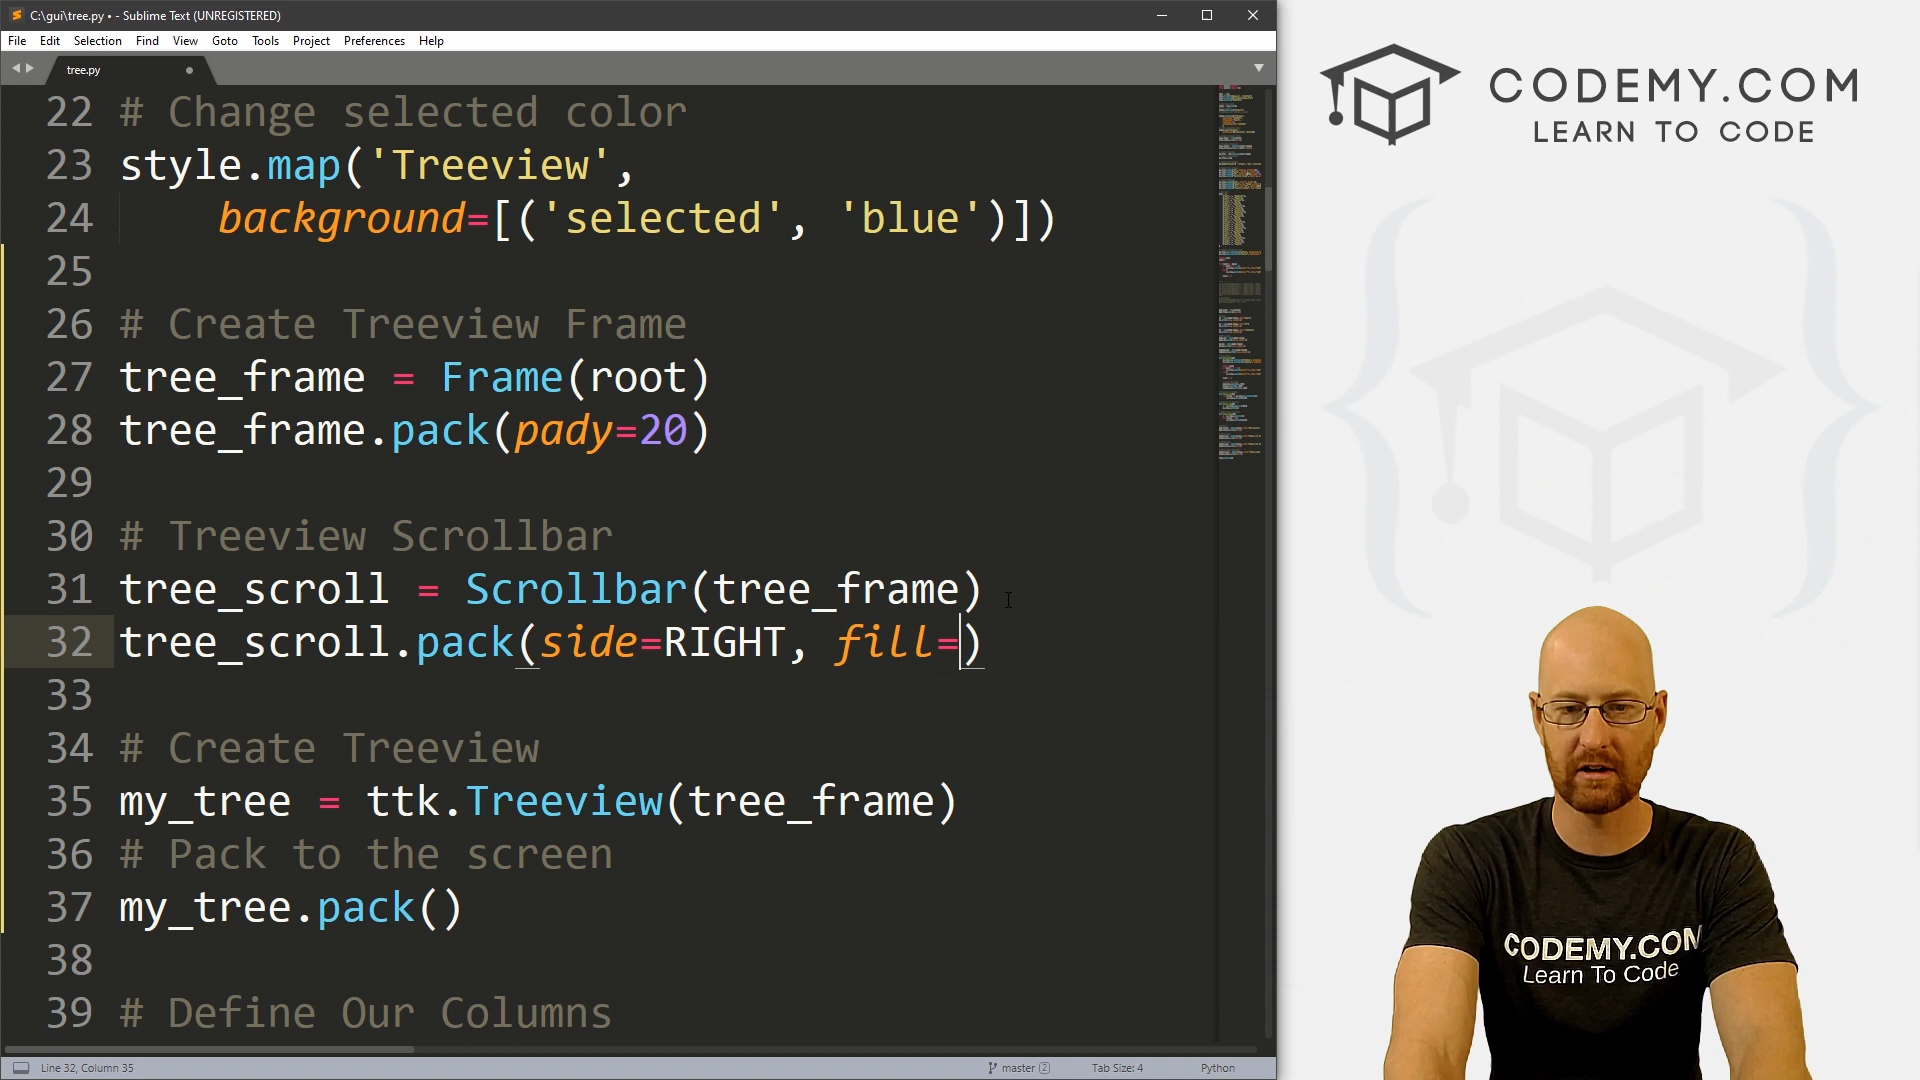 C:\gui\tree.py • - Sublime Text (UNREGISTERED)
File Edit Selection Find View Goto Tools Project Preferences Help
tree.py
22 # Change selected color
23 style.map('Treeview',
24 background=[('selected', 'blue')])
25
26 # Create Treeview Frame
27 tree_frame = Frame(root)
28 tree_frame.pack(pady=20)
29
30 # Treeview Scrollbar
31 tree_scroll = Scrollbar(tree_frame)
32 tree_scroll.pack(side=RIGHT, fill=)
33
34 # Create Treeview
35 my_tree = ttk.Treeview(tree_frame)
36 # Pack to the screen
37 my_tree.pack()
38
39 # Define Our Columns
Line 32, Column 35
master 2
Tab Size: 4
Python
CODEMY.COM
LEARN TO CODE
CODEMY.COM
Learn To Code